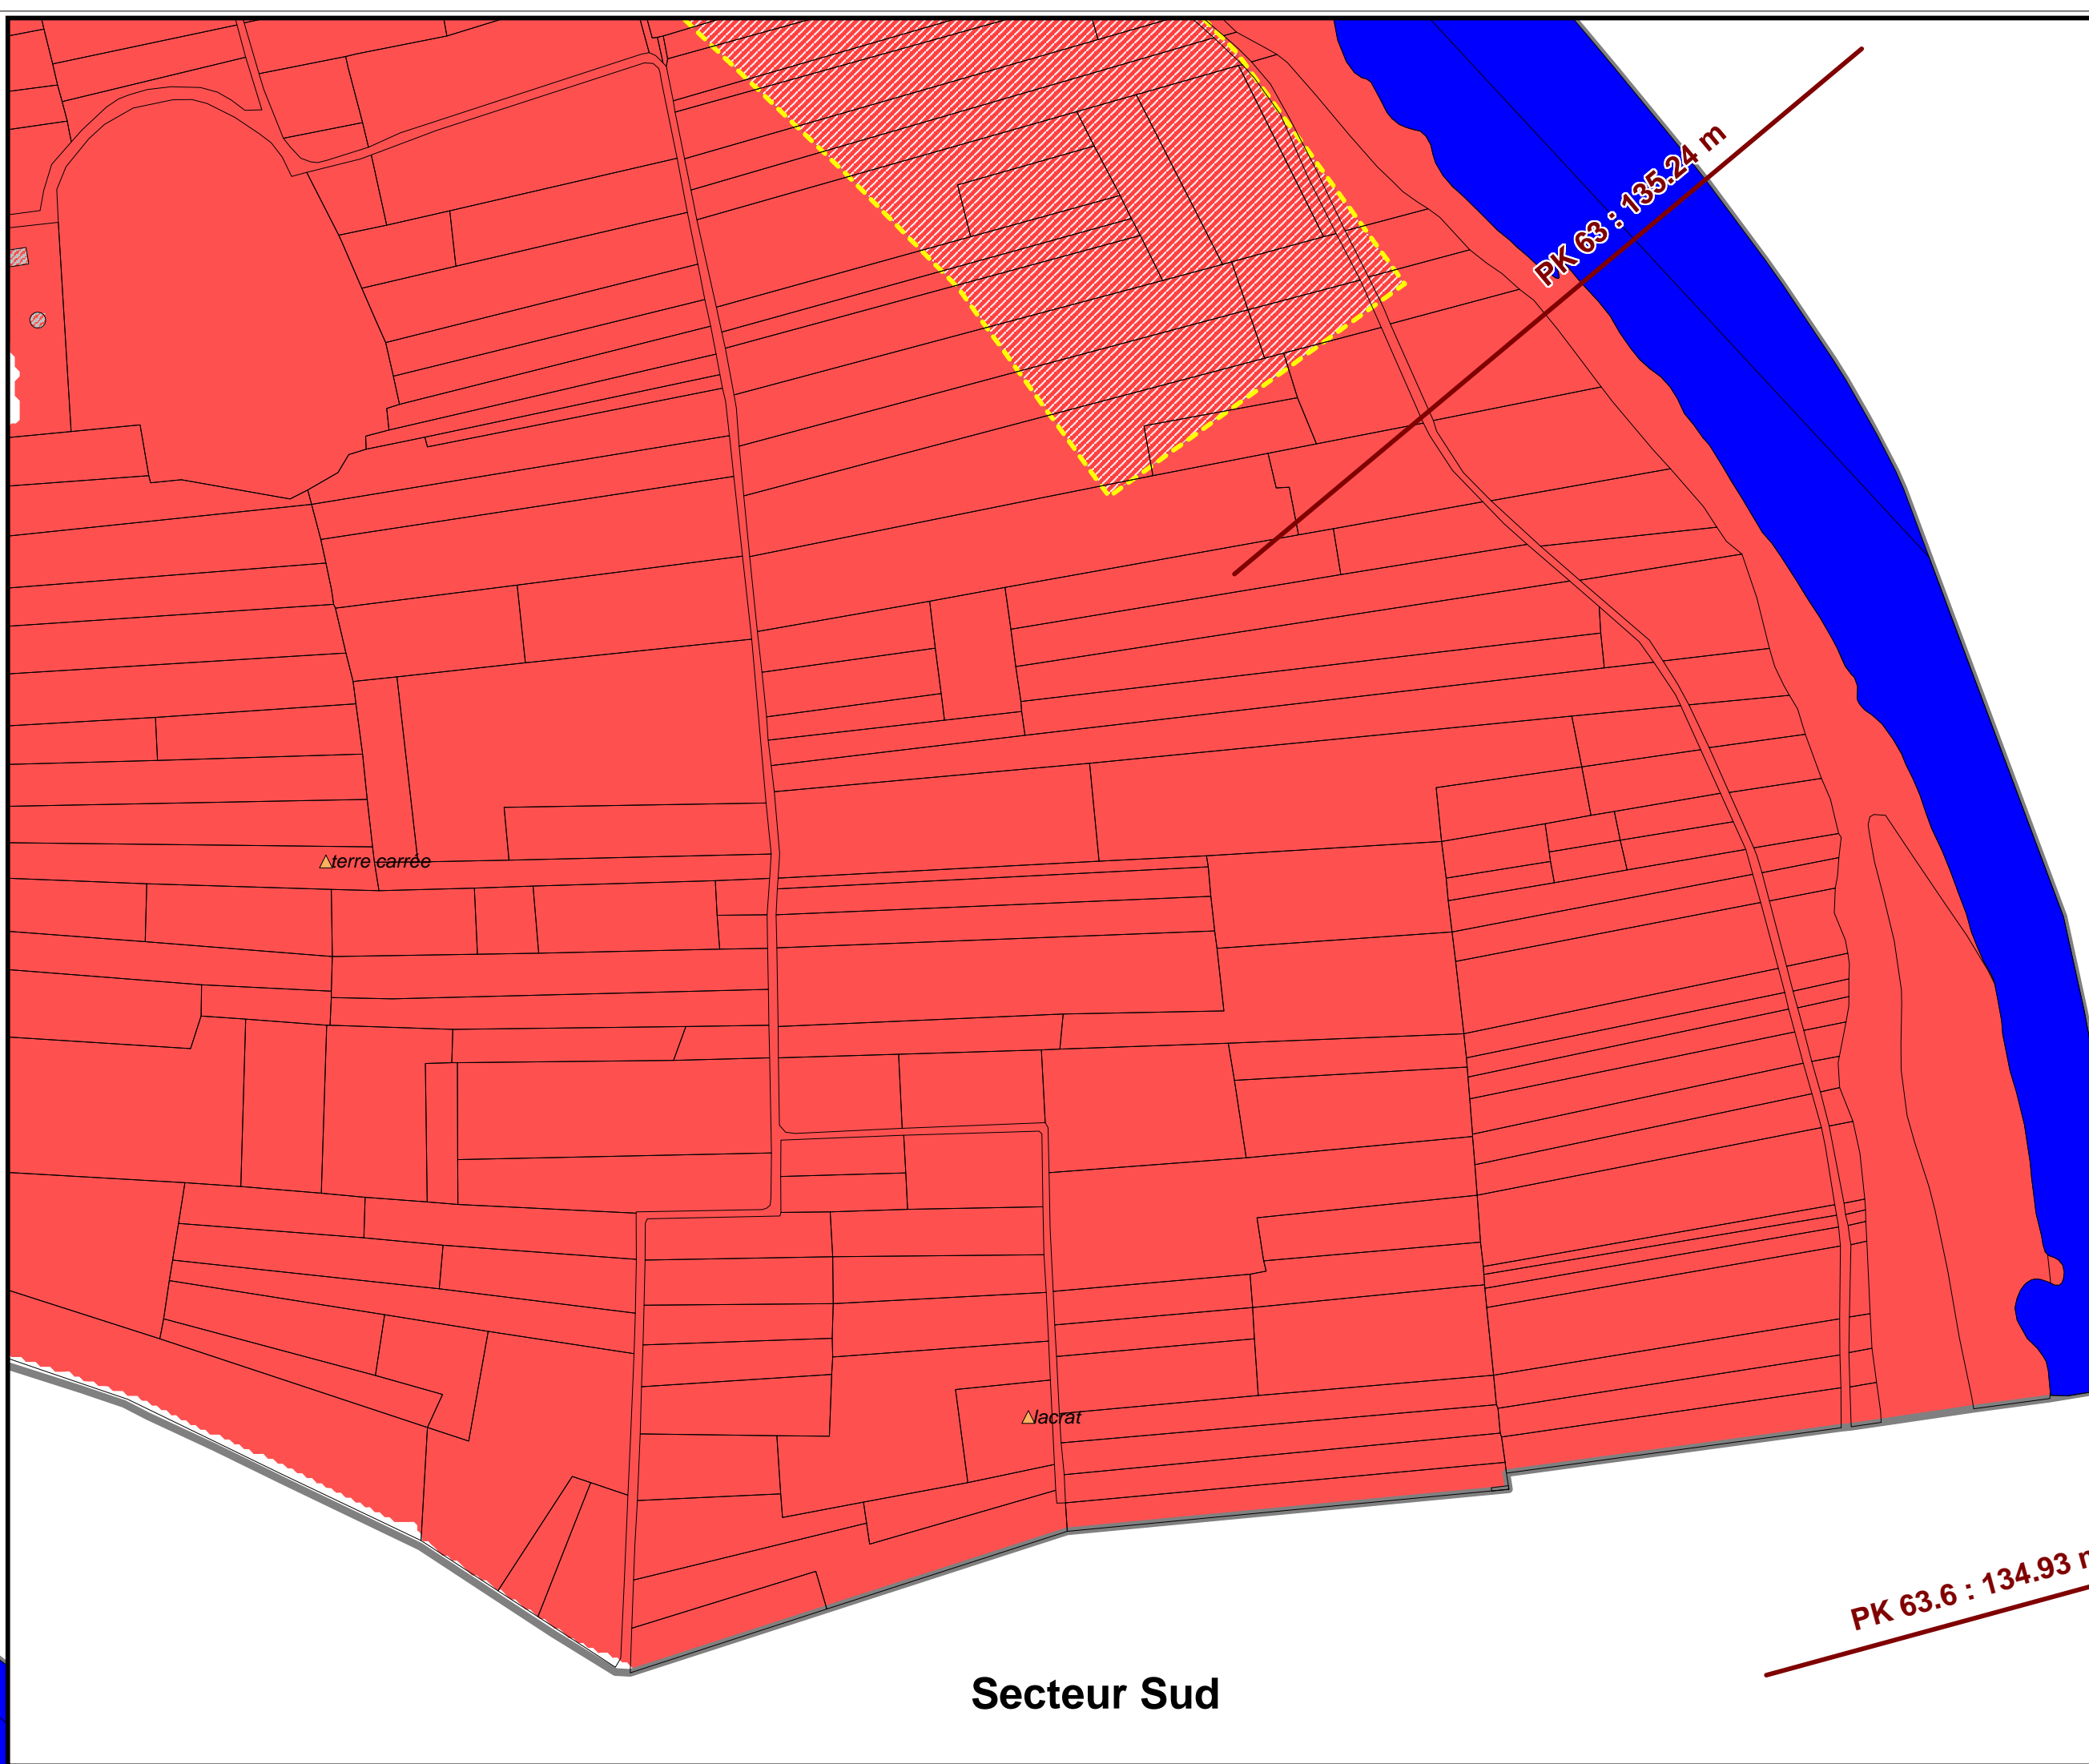 PK 63 : 135.24 m
terre carrée
lacrat
PK 63.6 : 134.93
Secteur Sud